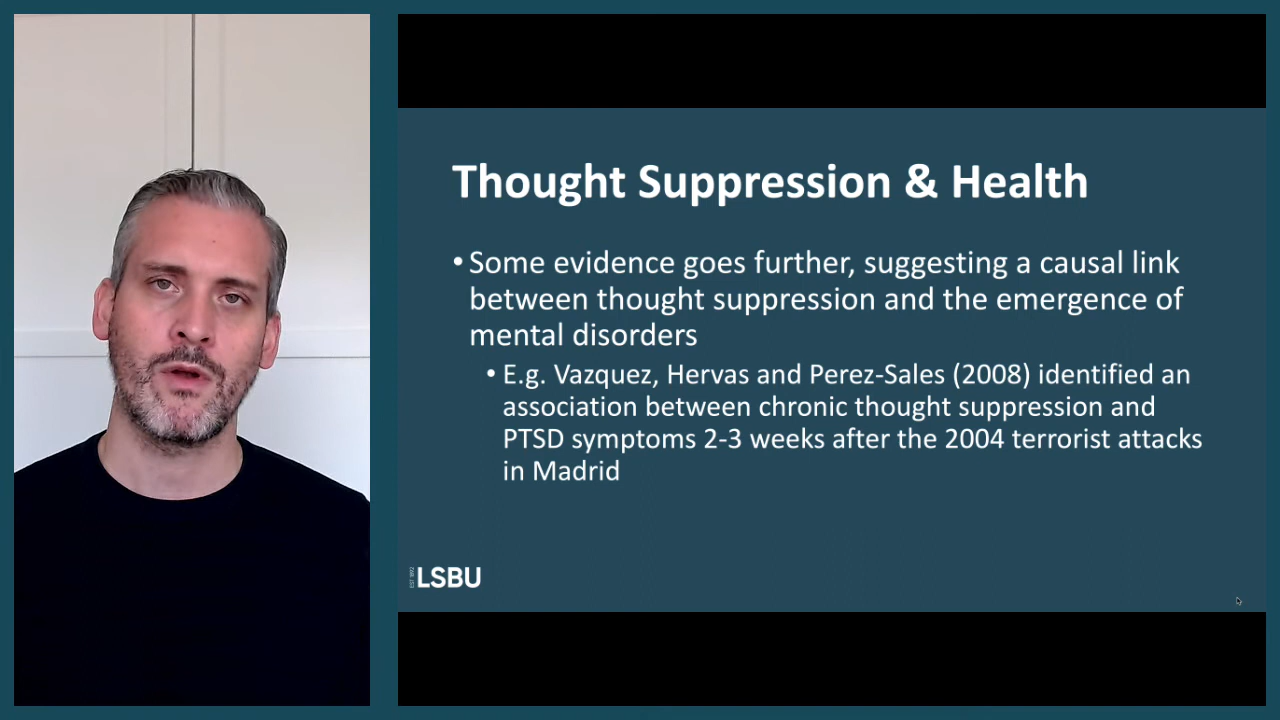 Thought Suppression & Health
• Some evidence goes further, suggesting a causal link
between thought suppression and the emergence of
mental disorders
• E.g. Vazquez, Hervas and Perez-Sales (2008) identified an
association between chronic thought suppression and
PTSD symptoms 2-3 weeks after the 2004 terrorist attacks
in Madrid
EST 1892
LSBU